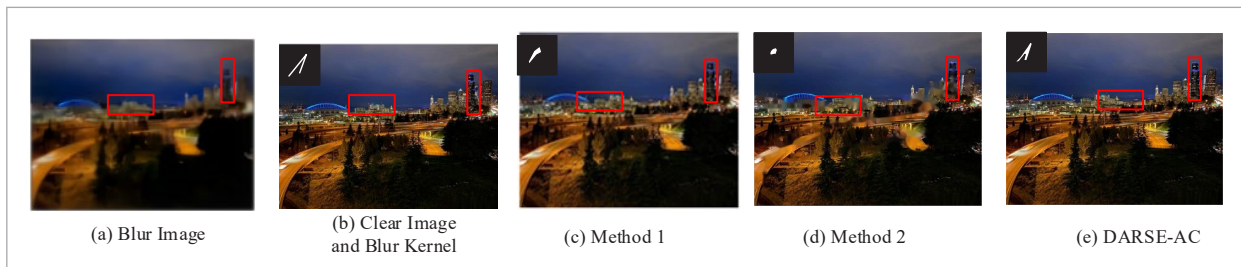 (a) Blur Image
(b) Clear Image
and Blur Kernel
(c) Method 1
(d) Method 2
(e) DARSE-AC